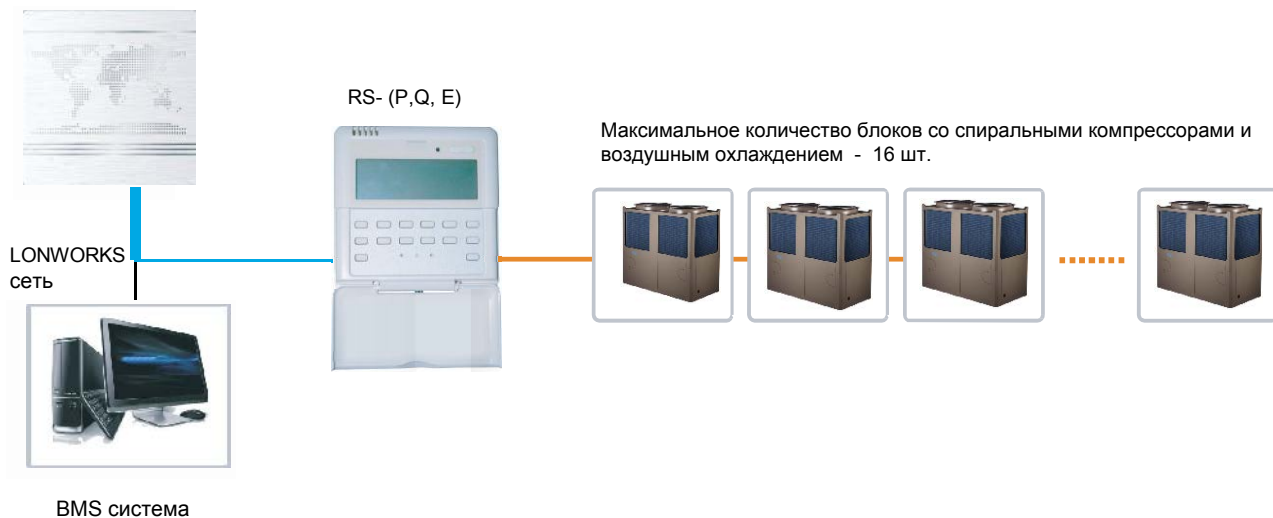 RS- (P,Q, E)
Максимальное количество блоков со спиральными компрессорами и
воздушным охлаждением - 16 шт.
LONWORKS
сеть
BMS система